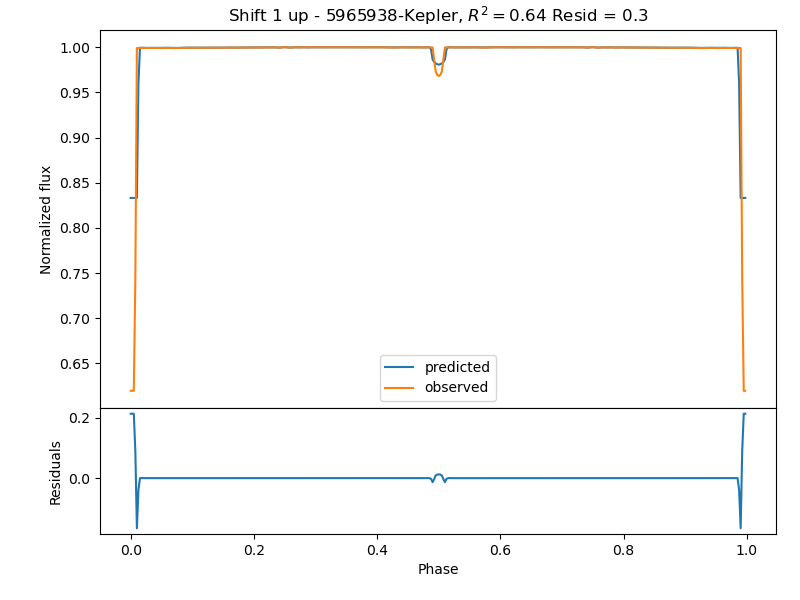 Shift 1 up - 5965938-Kepler, $R^2 = 0.64$ Resid = 0.3
Normalized flux
1.00
0.95
0.90
0.85
0.80
0.75
0.70
0.65
predicted
observed
Residuals
0.2
0.0
0.0 0.2 0.4 0.6 0.8 1.0
Phase